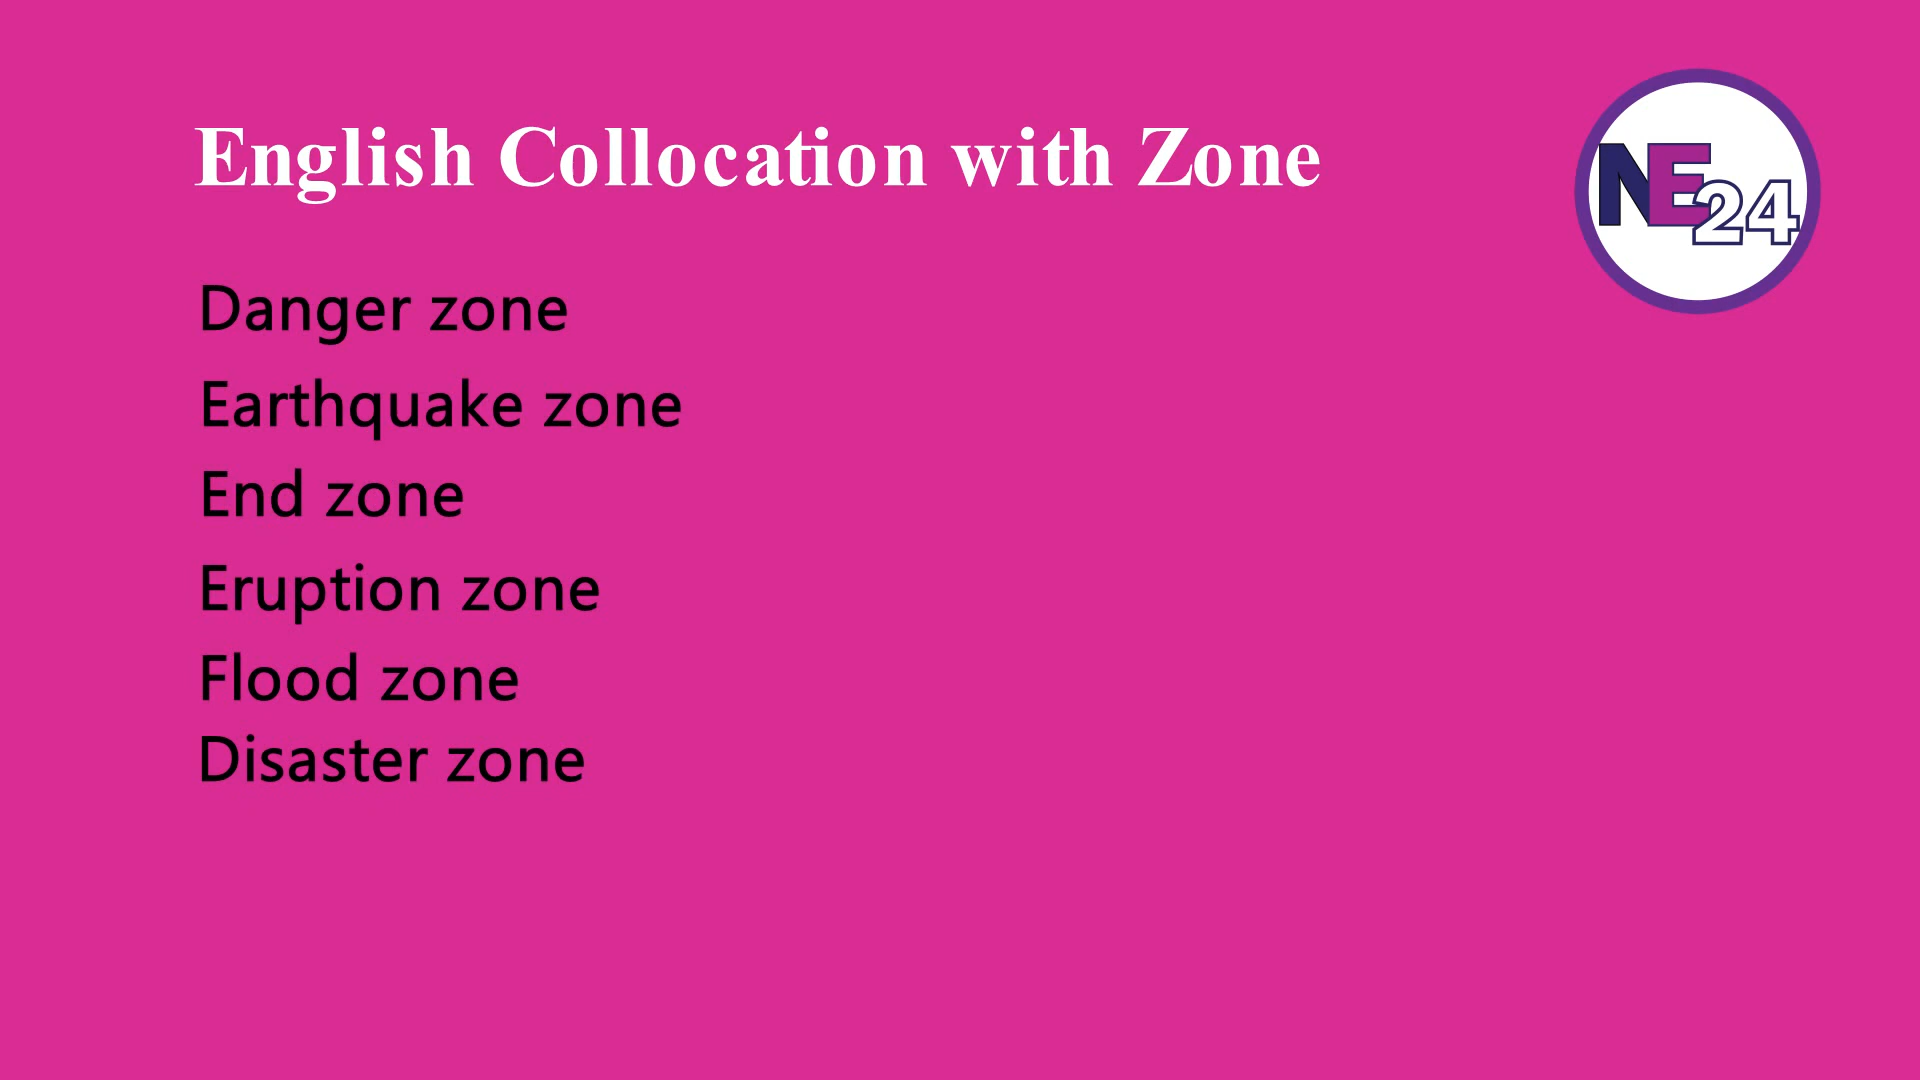 English Collocation with Zone
NE24
Danger zone
Earthquake zone
End zone
Eruption zone
Flood zone
Disaster zone